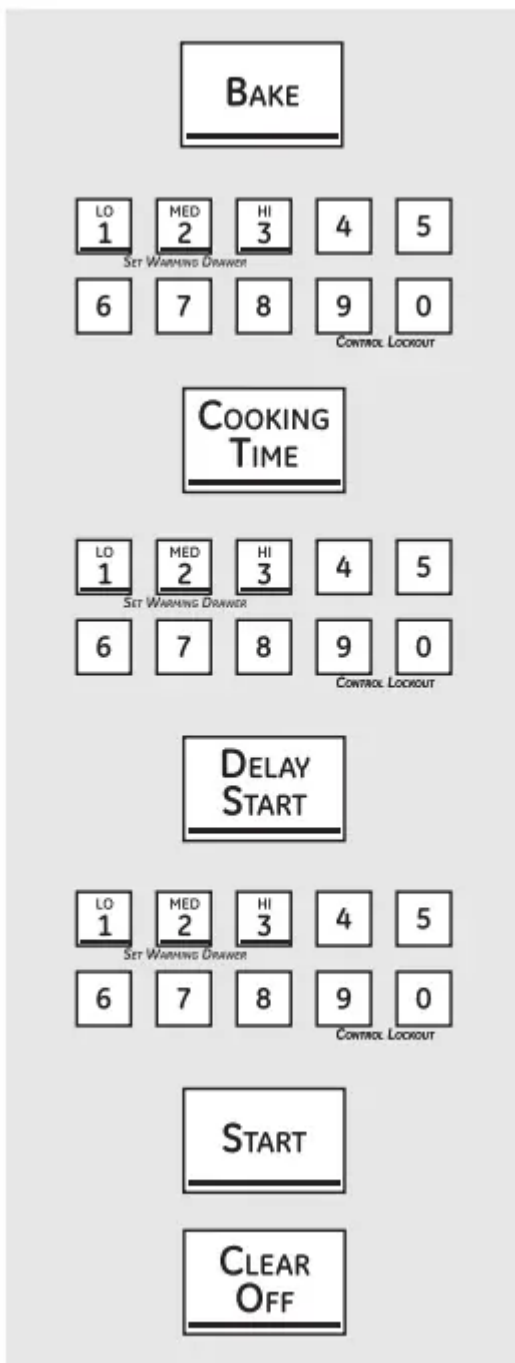 BAKE
LO MED HI
1 2 3 4 5
SET WARMING DRAWER
6 7 8 9 0
CONTROL LOCKOUT
COOKING
TIME
LO MED HI
1 2 3 4 5
SET WARMING DRAWER
6 7 8 9 0
CONTROL LOCKOUT
DELAY
START
LO MED HI
1 2 3 4 5
SET WARMING DRAWER
6 7 8 9 0
CONTROL LOCKOUT
START
CLEAR
OFF